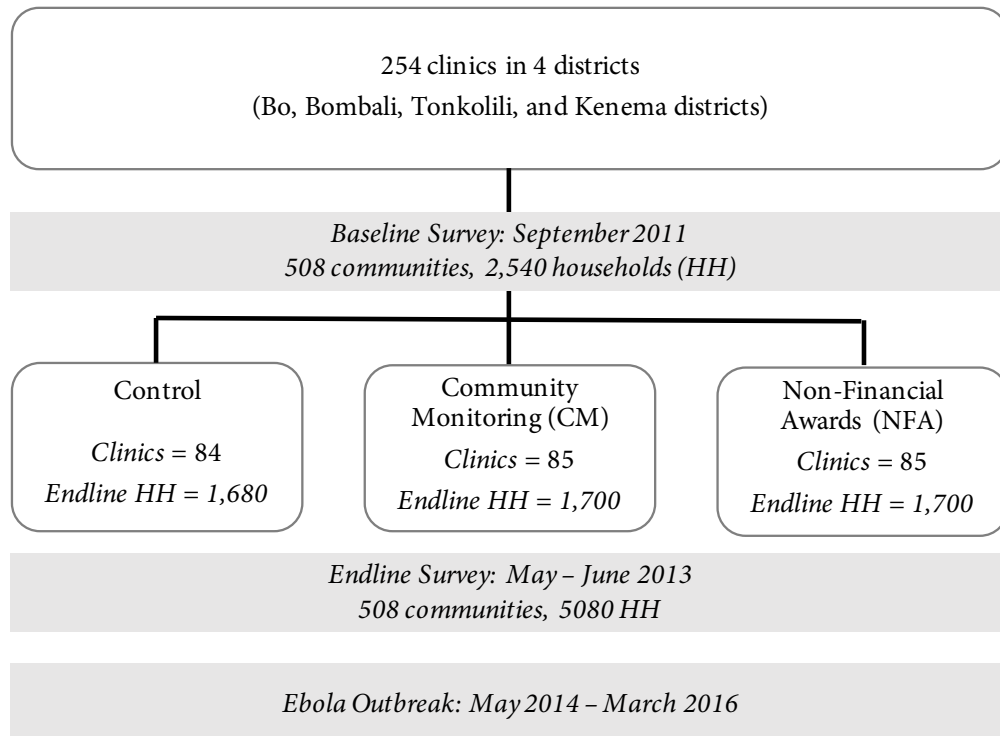 254 clinics in 4 districts
(Bo, Bombali, Tonkolili, and Kenema districts)
Baseline Survey: September 2011
508 communities, 2,540 households (HH)
Control
Clinics = 84
Endline HH = 1,680
Community
Monitoring (CM)
Clinics = 85
Endline HH = 1,700
Non-Financial
Awards (NFA)
Clinics = 85
Endline HH = 1,700
Endline Survey: May – June 2013
508 communities, 5080 HH
Ebola Outbreak: May 2014 – March 2016